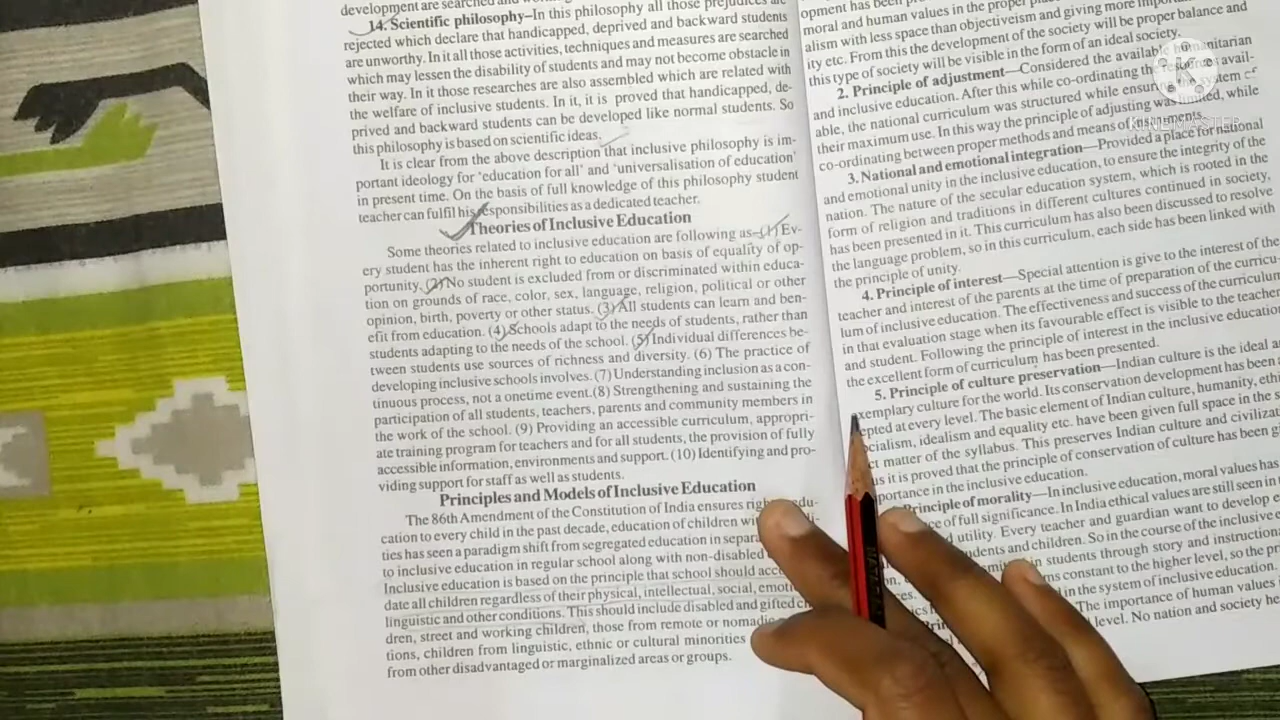 development are searched and
14. Scientific philosophy–In this philosophy all those prejudices are
rejected which declare that handicapped, deprived and backward students
are unworthy. In it all those activities, techniques and measures are searched
which may lessen the disability of students and may not become obstacle in
their way. In it those researches are also assembled which are related with
the welfare of inclusive students. In it, it is proved that handicapped, de-
prived and backward students can be developed like normal students. So
this philosophy is based on scientific ideas.
It is clear from the above description that inclusive philosophy is im-
portant ideology for 'education for all' and 'universalisation of education'
in present time. On the basis of full knowledge of this philosophy student
teacher can fulfil his responsibilities as a dedicated teacher.
Theories of Inclusive Education
Some theories related to inclusive education are following as–(1) Ev-
ery student has the inherent right to education on basis of equality of op-
portunity. (2) No student is excluded from or discriminated within educa-
tion on grounds of race, color, sex, language, religion, political or other
opinion, birth, poverty or other status. (3) All students can learn and ben-
efit from education. (4) Schools adapt to the needs of students, rather than
students adapting to the needs of the school. (5) Individual differences be-
tween students use sources of richness and diversity. (6) The practice of
developing inclusive schools involves. (7) Understanding inclusion as a con-
tinuous process, not a onetime event. (8) Strengthening and sustaining the
participation of all students, teachers, parents and community members in
the work of the school. (9) Providing an accessible curriculum, appropri-
ate training program for teachers and for all students, the provision of fully
accessible information, environments and support. (10) Identifying and pro-
viding support for staff as well as students.
Principles and Models of Inclusive Education
The 86th Amendment of the Constitution of India ensures edu-
cation to every child in the past decade, education of children
ties has seen a paradigm shift from segregated education in
to inclusive education in regular school along with non-disabled
Inclusive education is based on the principle that school should
date all children regardless of their physical, intellectual, social,
linguistic and other conditions. This should include disabled and gifted
dren, street and working children, those from remote or
tions, children from linguistic, ethnic or cultural minorities
from other disadvantaged or marginalized areas or groups.
opment has been
moral and human values in the proper
alism with less space than objectiveism and giving more
ity etc. From this the development of the society will be proper balance and
this type of society will be visible in the form of an ideal society.
2. Principle of adjustment—Considered the available humanitarian
and inclusive education. After this while co-ordinating the avail-
able, the national curriculum was structured while system of
their maximum use. In this way the principle of adjusting was limited, while
co-ordinating between proper methods and means of instruments.
3. National and emotional integration—Provided a place for national
and emotional unity in the inclusive education, to ensure the integrity of the
nation. The nature of the secular education system, which is rooted in the
form of religion and traditions in different cultures continued in society,
has been presented in it. This curriculum has also been discussed to resolve
the language problem, so in this curriculum, each side has been linked with
the principle of unity.
4. Principle of interest—Special attention is give to the interest of the
teacher and interest of the parents at the time of preparation of the curricu-
lum of inclusive education. The effectiveness and success of the curriculum
in that evaluation stage when its favourable effect is visible to the teacher
and student. Following the principle of interest in the inclusive education
the excellent form of curriculum has been presented.
5. Principle of culture preservation—Indian culture is the ideal
exemplary culture for the world. Its conservation development has been
at every level. The basic element of Indian culture, humanity,
idealism and equality etc. have been given full space in the
matter of the syllabus. This preserves Indian culture and
it is proved that the principle of conservation of culture has been
in the inclusive education.
Principle of morality—In inclusive education, moral values has
of full significance. In India ethical values are still seen in
utility. Every teacher and guardian want to develop
and children. So in the course of the inclusive
in students through story and
constant to the higher level, so the
in the system of inclusive education.
The importance of human values
level. No nation and society
K
KINEMASTER